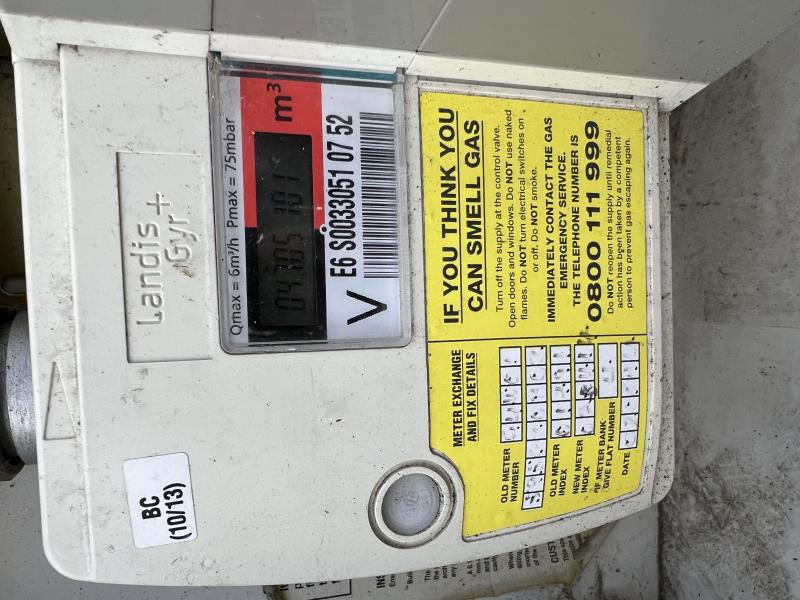 Landis
Gyr+
Qmax = 6m³/h Pmax = 75mbar
m³
E6 S0033051 07 52
V
BC
(10/13)
IF YOU THINK YOU
CAN SMELL GAS
Turn off the supply at the control valve.
Open doors and windows. Do NOT use naked
flames. Do NOT turn electrical switches on
or off. Do NOT smoke.
IMMEDIATELY CONTACT THE GAS
EMERGENCY SERVICE.
THE TELEPHONE NUMBER IS
0800 111 999
Do NOT reopen the supply until remedial
action has been taken by a competent
person to prevent gas escaping again.
METER EXCHANGE
AND FIX DETAILS
OLD METER
NUMBER
OLD METER
INDEX
NEW METER
INDEX
IF METER BANK
GIVE FLAT NUMBER
DATE